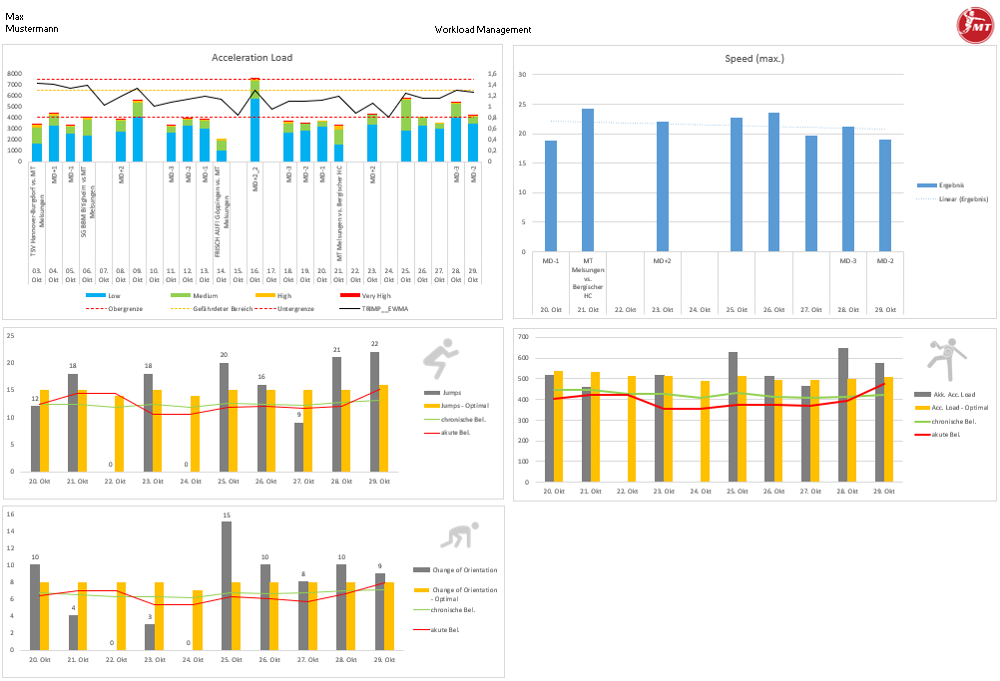 Max
Mustermann
Workload Management
MT
Acceleration Load
8000
7000
6000
5000
4000
3000
2000
1000
0
1,6
1,4
1,2
1
0,8
0,6
0,4
0,2
0
TSV Hannover-Burgdorf vs. MT
Melsungen
MD+1
MD-1
SG BBM Bitigheim vs MT
Melsungen
MD+2
MD-3
MD-2
MD-1
FRISCH AUF! Göppingen vs. MT
Melsungen
MD+2_2
MD-3
MD-2
MD-1
MT Melsungen vs. Bergischer HC
MD+2
MD-3
MD-2
03. 04. 05. 06. 07. 08. 09. 10. 11. 12. 13. 14. 15. 16. 17. 18. 19. 20. 21. 22. 23. 24. 25. 26. 27. 28. 29.
Okt Okt Okt Okt Okt Okt Okt Okt Okt Okt Okt Okt Okt Okt Okt Okt Okt Okt Okt Okt Okt Okt Okt Okt Okt Okt Okt
Low Medium High Very High
Obergrenze Gefährdeter Bereich Untergrenze TRIMP__EWMA
Speed (max.)
30
25
20
15
10
5
0
MD-1
MT
Melsungen
vs.
Bergischer
HC
MD+2
MD-3
MD-2
20. Okt 21. Okt 22. Okt 23. Okt 24. Okt 25. Okt 26. Okt 27. Okt 28. Okt 29. Okt
Ergebnis
Linear (Ergebnis)
25
20
15
10
5
0
12 18 0 18 0 20 16 9 21 22
20. Okt 21. Okt 22. Okt 23. Okt 24. Okt 25. Okt 26. Okt 27. Okt 28. Okt 29. Okt
Jumps
Jumps - Optimal
chronische Bel.
akute Bel.
700
600
500
400
300
200
100
0
20. Okt 21. Okt 22. Okt 23. Okt 24. Okt 25. Okt 26. Okt 27. Okt 28. Okt 29. Okt
Akk. Acc. Load
Acc. Load - Optimal
chronische Bel.
akute Bel.
16
14
12
10
8
6
4
2
0
10 4 0 3 0 15 10 8 10 9
20. Okt 21. Okt 22. Okt 23. Okt 24. Okt 25. Okt 26. Okt 27. Okt 28. Okt 29. Okt
Change of Orientation
Change of Orientation
- Optimal
chronische Bel.
akute Bel.